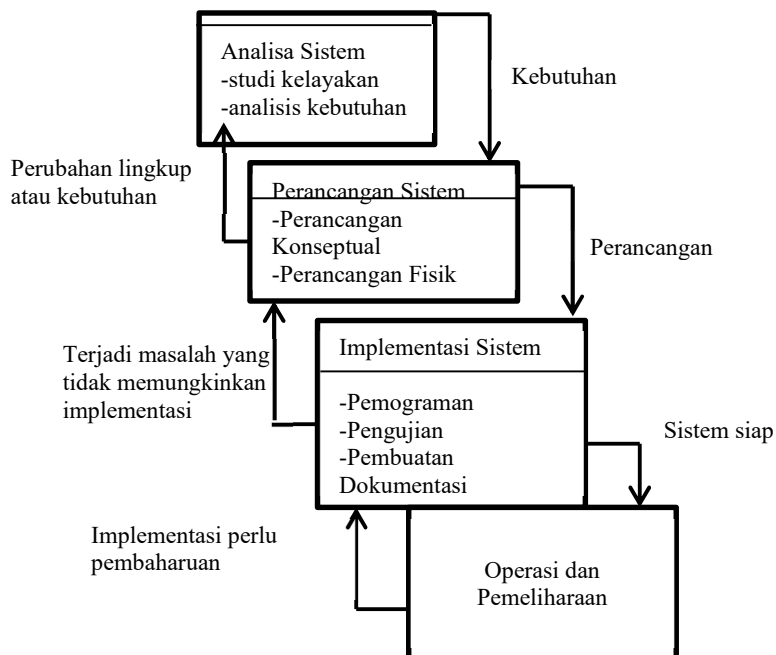 Analisa Sistem
-studi kelayakan
-analisis kebutuhan
Kebutuhan
Perubahan lingkup
atau kebutuhan
Perancangan Sistem
-Perancangan
Konseptual
-Perancangan Fisik
Perancangan
Terjadi masalah yang
tidak memungkinkan
implementasi
Implementasi Sistem
-Pemograman
-Pengujian
-Pembuatan
Dokumentasi
Sistem siap
Implementasi perlu
pembaharuan
Operasi dan
Pemeliharaan